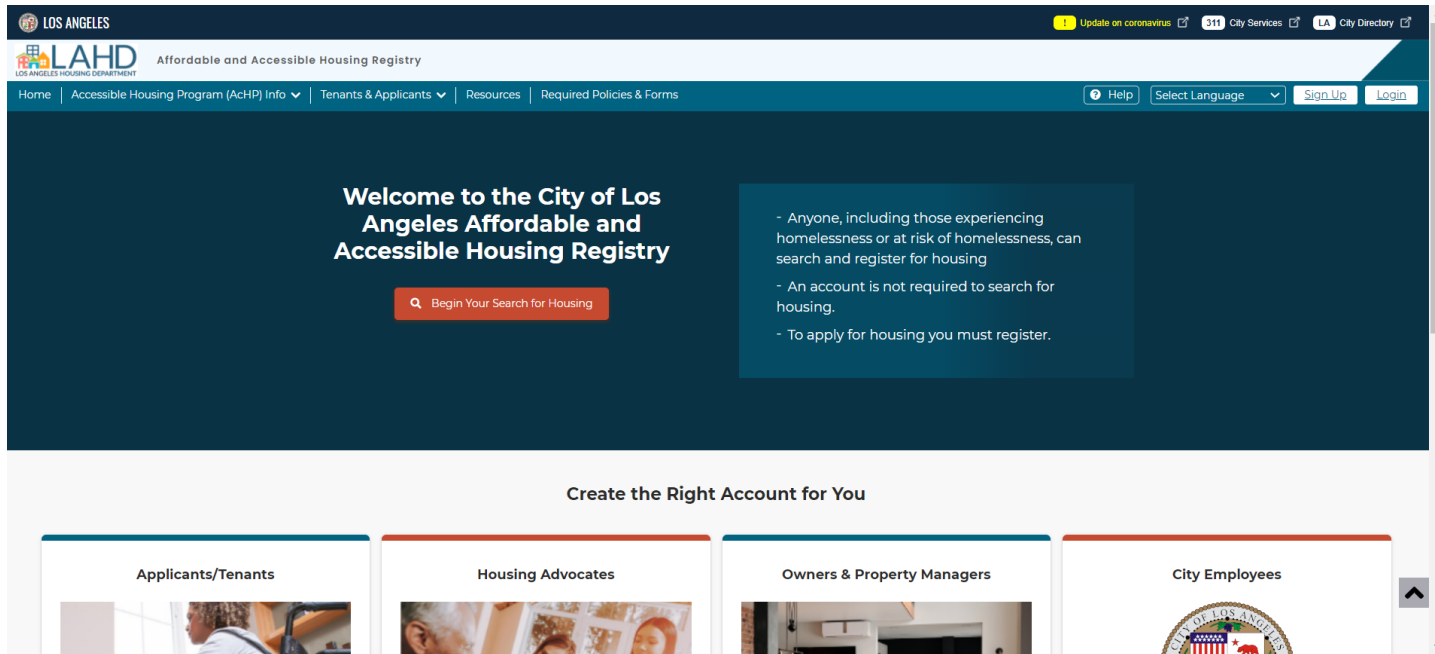 LOS ANGELES
! Update on coronavirus 311 City Services LA City Directory
LAHD
LOS ANGELES HOUSING DEPARTMENT
Affordable and Accessible Housing Registry
Home Accessible Housing Program (AcHP) Info Tenants & Applicants Resources Required Policies & Forms
? Help Select Language Sign Up Login
Welcome to the City of Los
Angeles Affordable and
Accessible Housing Registry
Begin Your Search for Housing
- Anyone, including those experiencing
homelessness or at risk of homelessness, can
search and register for housing
- An account is not required to search for
housing.
- To apply for housing you must register.
Create the Right Account for You
Applicants/Tenants
Housing Advocates
Owners & Property Managers
City Employees
CITY OF LOS ANGELES